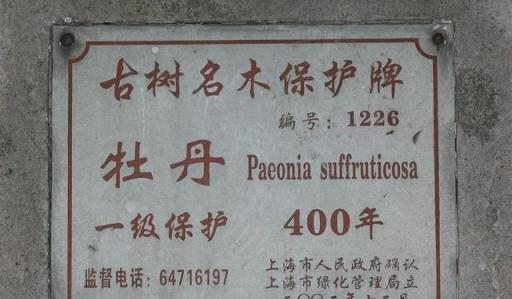 古树名木保护牌
编号：1226
牡丹 Paeonia suffruticosa
一级保护 400年
监督电话：64716197
上海市人民政府确认
上海市绿化管理局立